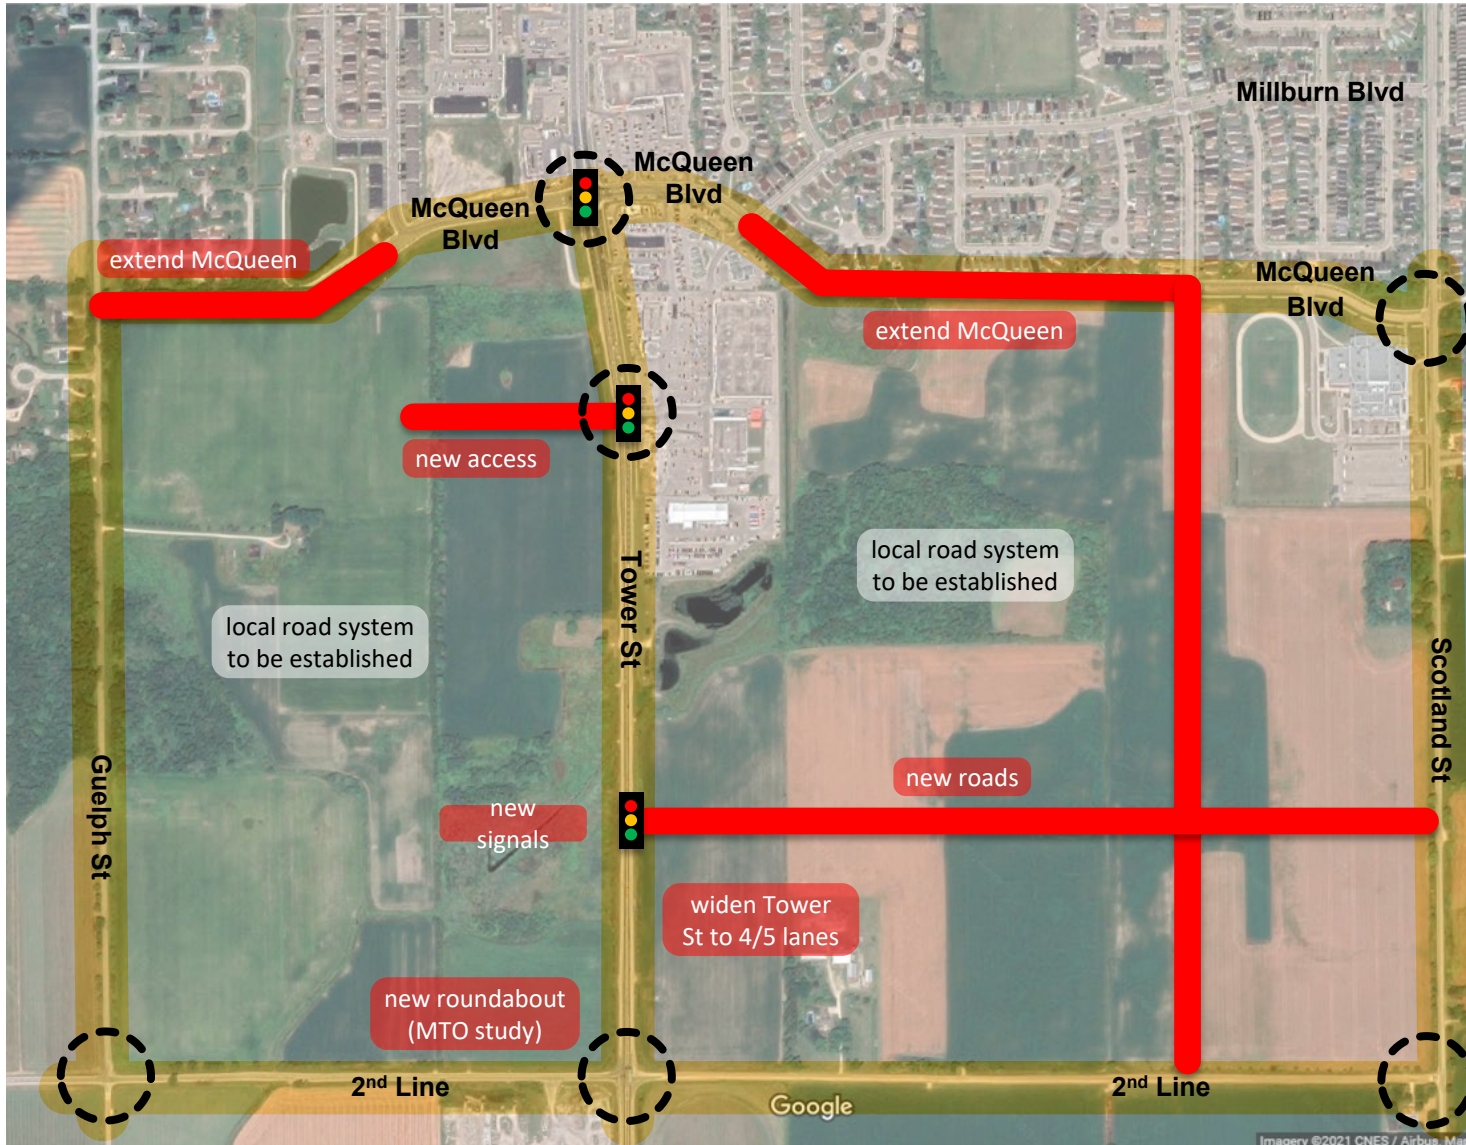 Millburn Blvd
McQueen
Blvd
McQueen
Blvd
extend McQueen
McQueen
Blvd
extend McQueen
new access
local road system
to be established
Tower St
local road system
to be established
Scotland St
Guelph St
new roads
new
signals
widen Tower
St to 4/5 lanes
new roundabout
(MTO study)
2nd Line
2nd Line
Google
Imagery ©2021 CNES / Airbus, Max